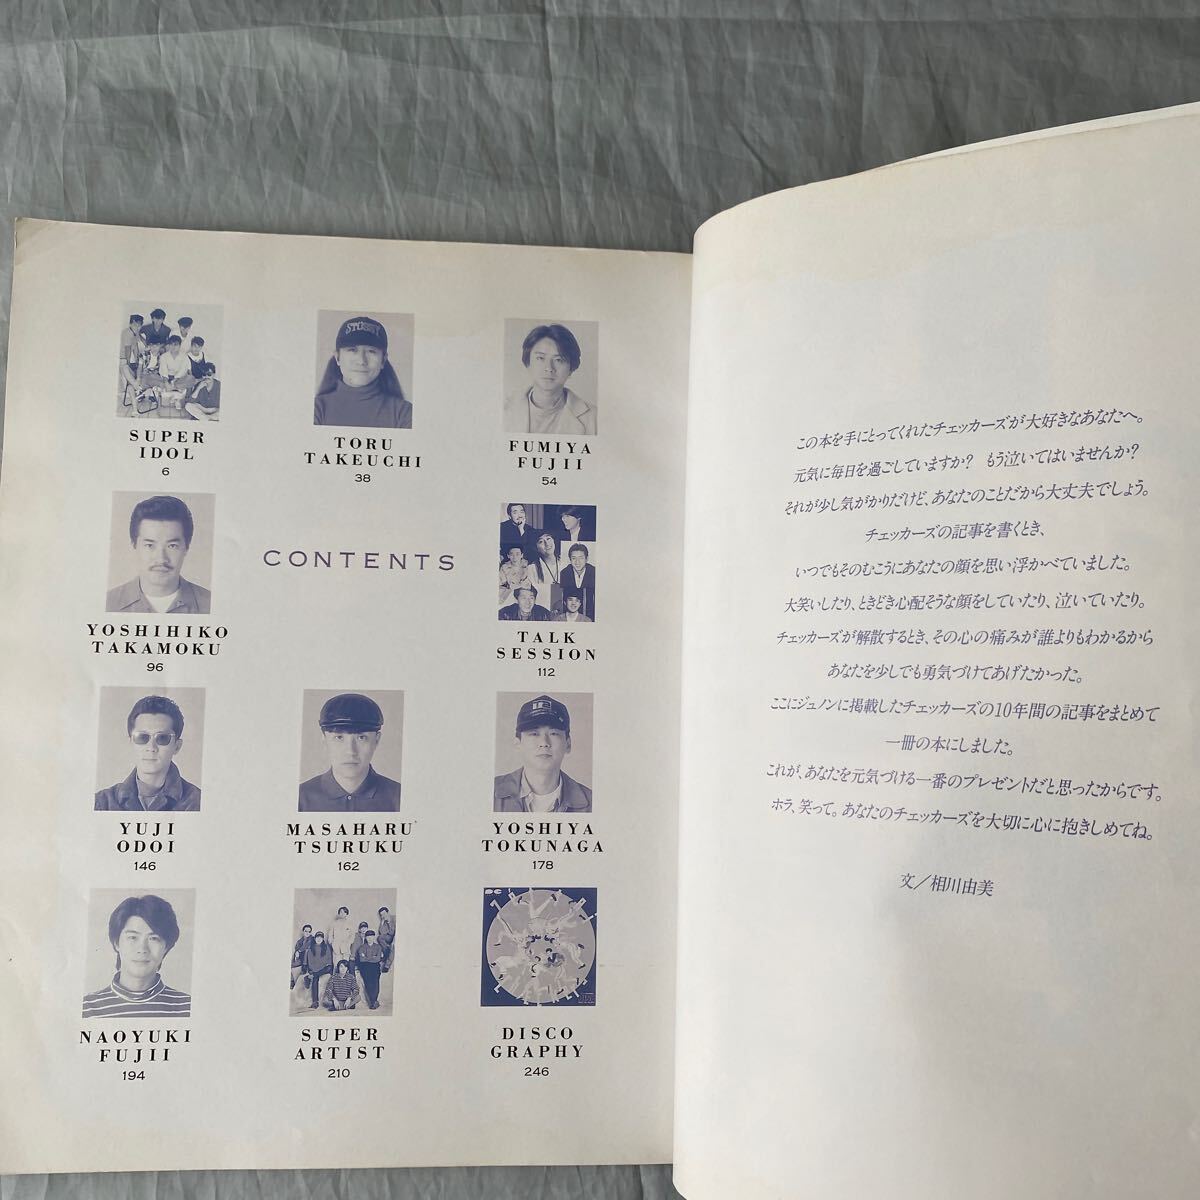 STÜSSY
SUPER
IDOL
6
TORU
TAKEUCHI
38
FUMIYA
FUJII
54
YOSHIHIKO
TAKAMOKU
96
CONTENTS
TALK
SESSION
112
YUJI
ODOI
146
MASAHARU
TSURUKU
162
YOSHIYA
TOKUNAGA
178
NAOYUKI
FUJII
194
SUPER
ARTIST
210
DISCO
GRAPHY
246
この本を手にとってくれたチェッカーズが大好きなあなたへ。
元気に毎日を過ごしていますか? もう泣いてはいませんか?
それが少し気がかりだけど、あなたのことだから大丈夫でしょう。
チェッカーズの記事を書くとき、
いつでもそのむこうにあなたの顔を思い浮かべていました。
大笑いしたり、ときどき心配そうな顔をしていたり、泣いていたり。
チェッカーズが解散するとき、その心の痛みが誰よりもわかるから
あなたを少しでも勇気づけてあげたかった。
ここにジュノンに掲載したチェッカーズの10年間の記事をまとめて
一冊の本にしました。
これが、あなたを元気づける一番のプレゼントだと思ったからです。
ホラ、笑って。あなたのチェッカーズを大切に心に抱きしめてね。
文/相川由美